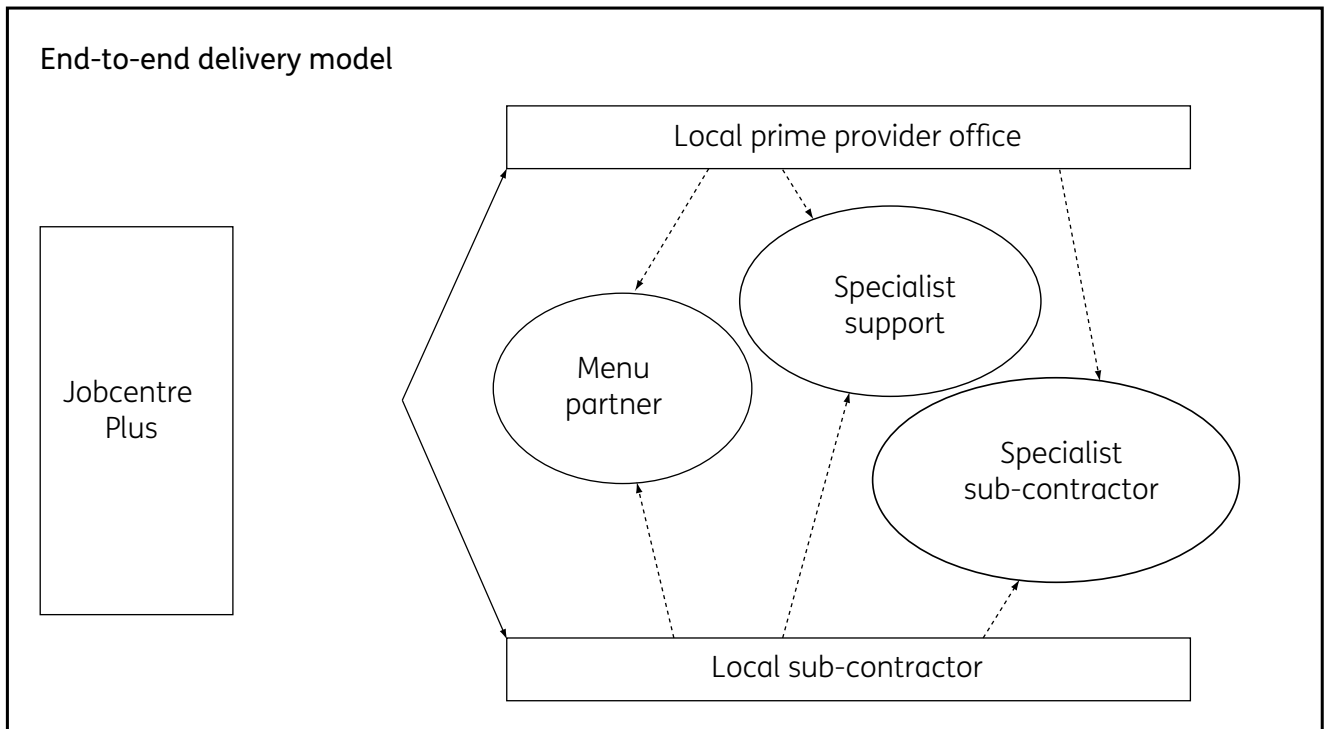 End-to-end delivery model
Local prime provider office
Specialist
support
Menu
partner
Jobcentre
Plus
Specialist
sub-contractor
Local sub-contractor